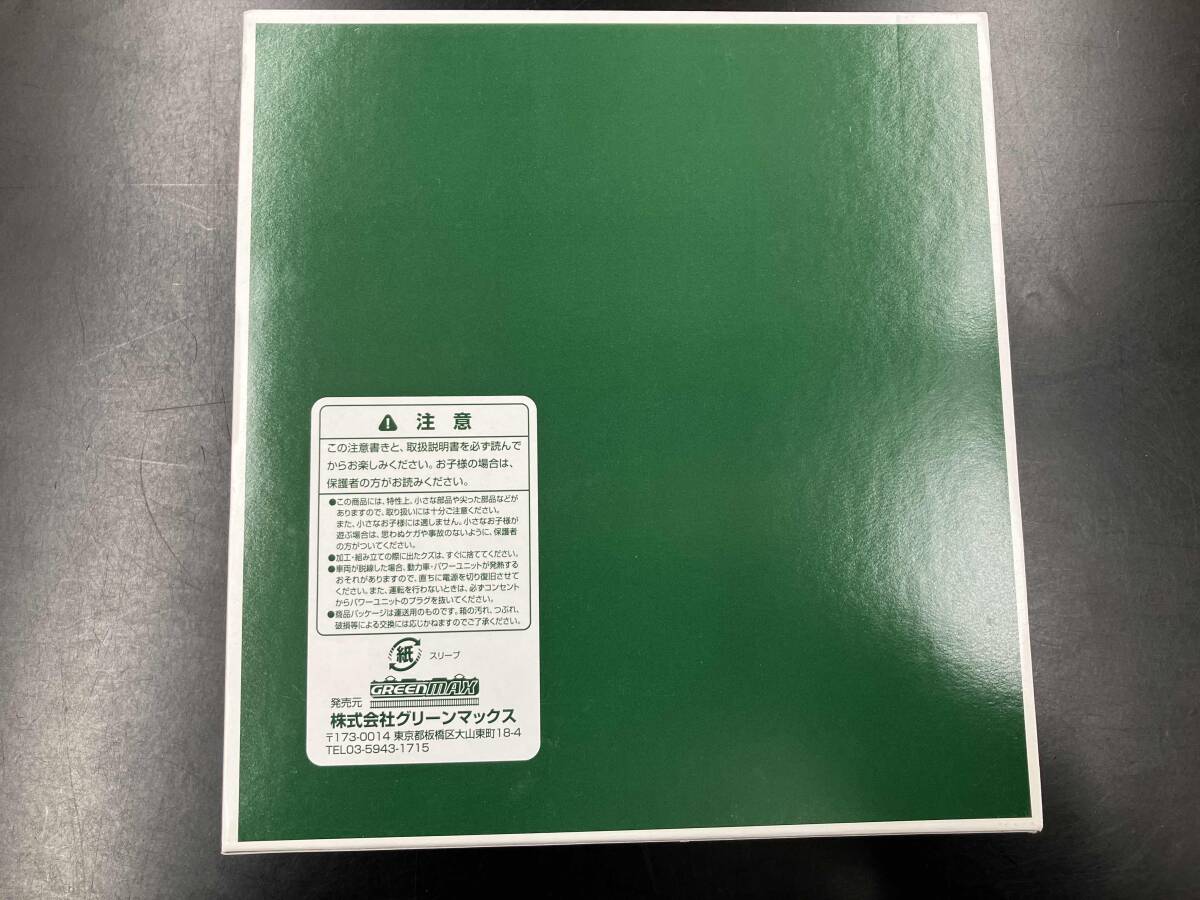 注意
この注意書きと、取扱説明書を必ず読んで
からお楽しみください。お子様の場合は、
保護者の方がお読みください。
●この商品には、特性上、小さな部品や尖った部品などが
ありますので、取り扱いには十分ご注意ください。
また、小さなお子様には適しません。小さなお子様が
遊ぶ場合は、思わぬケガや事故のないように、保護者
の方がついてください。
●加工・組み立ての際に出たクズは、すぐに捨ててください。
●車両が脱線した場合、動力車・パワーユニットが発熱する
おそれがありますので、直ちに電源を切り復旧させて
ください。また、運転を行わないときは、必ずコンセント
からパワーユニットのプラグを抜いてください。
●商品パッケージは運送用のものです。箱の汚れ、つぶれ、
破損等による交換には応じかねますのでご了承ください。
紙 スリーブ
発売元 GREENMAX
株式会社グリーンマックス
〒173-0014 東京都板橋区大山東町18-4
TEL03-5943-1715